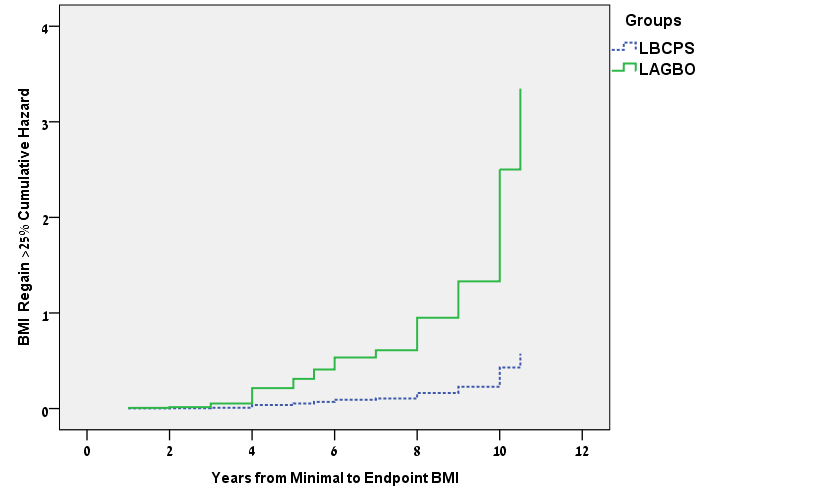 Groups
LBCPS
LAGBO
BMI Regain >25% Cumulative Hazard
4
3
2
1
0
0 2 4 6 8 10 12
Years from Minimal to Endpoint BMI